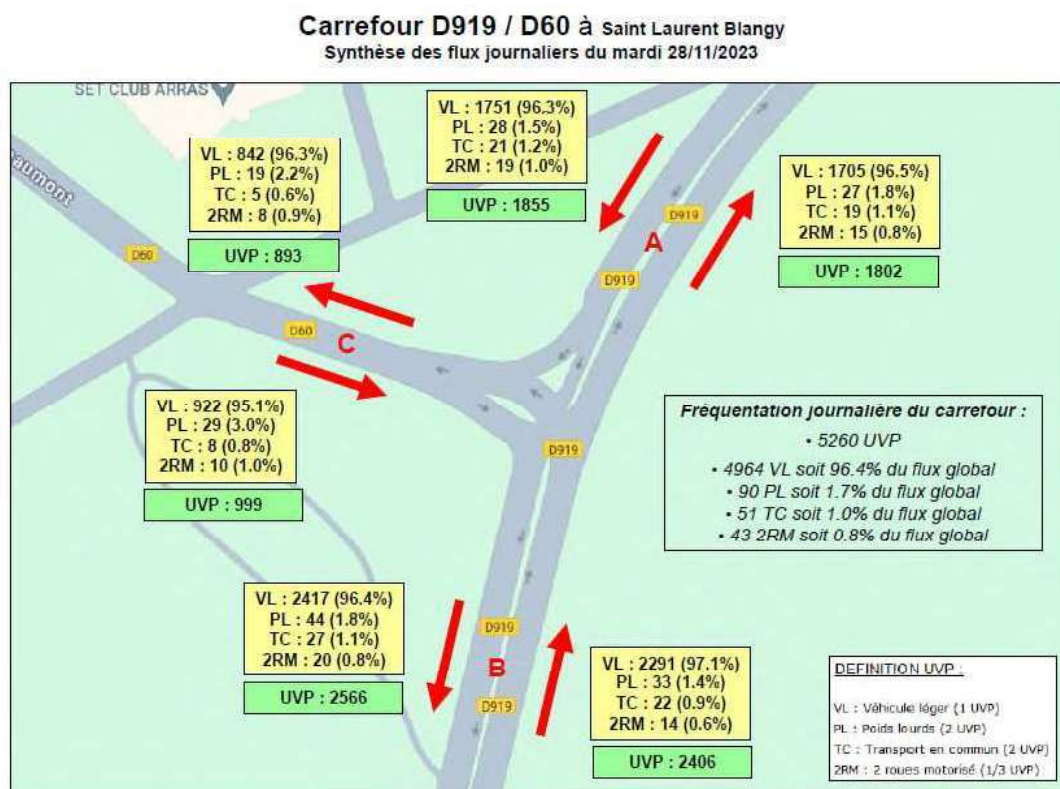 Carrefour D919 / D60 à Saint Laurent Blangy
Synthèse des flux journaliers du mardi 28/11/2023
SET CLUB ARRAS
VL : 1751 (96.3%)
PL : 28 (1.5%)
TC : 21 (1.2%)
2RM : 19 (1.0%)
UVP : 1855
VL : 842 (96.3%)
PL : 19 (2.2%)
TC : 5 (0.6%)
2RM : 8 (0.9%)
UVP : 893
VL : 1705 (96.5%)
PL : 27 (1.8%)
TC : 19 (1.1%)
2RM : 15 (0.8%)
UVP : 1802
aumont
D919
A
D60
D919
D60
C
VL : 922 (95.1%)
PL : 29 (3.0%)
TC : 8 (0.8%)
2RM : 10 (1.0%)
UVP : 999
Fréquentation journalière du carrefour :
• 5260 UVP
• 4964 VL soit 96.4% du flux global
• 90 PL soit 1.7% du flux global
• 51 TC soit 1.0% du flux global
• 43 2RM soit 0.8% du flux global
D919
VL : 2417 (96.4%)
PL : 44 (1.8%)
TC : 27 (1.1%)
2RM : 20 (0.8%)
UVP : 2566
D919
B
D919
VL : 2291 (97.1%)
PL : 33 (1.4%)
TC : 22 (0.9%)
2RM : 14 (0.6%)
UVP : 2406
DEFINITION UVP :
VL : Véhicule léger (1 UVP)
PL : Poids lourds (2 UVP)
TC : Transport en commun (2 UVP)
2RM : 2 roues motorisé (1/3 UVP)